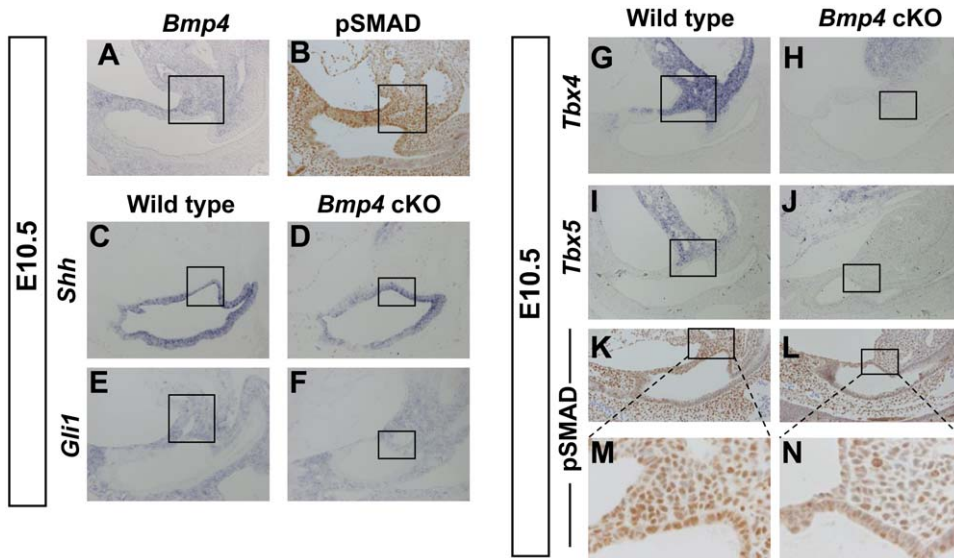 Bmp4 pSMAD
A B
E10.5
Wild type Bmp4 cKO
Shh
C D
Gli1
E F
Wild type Bmp4 cKO
E10.5
Tbx4
G H
Tbx5
I J
pSMAD
K L
M N